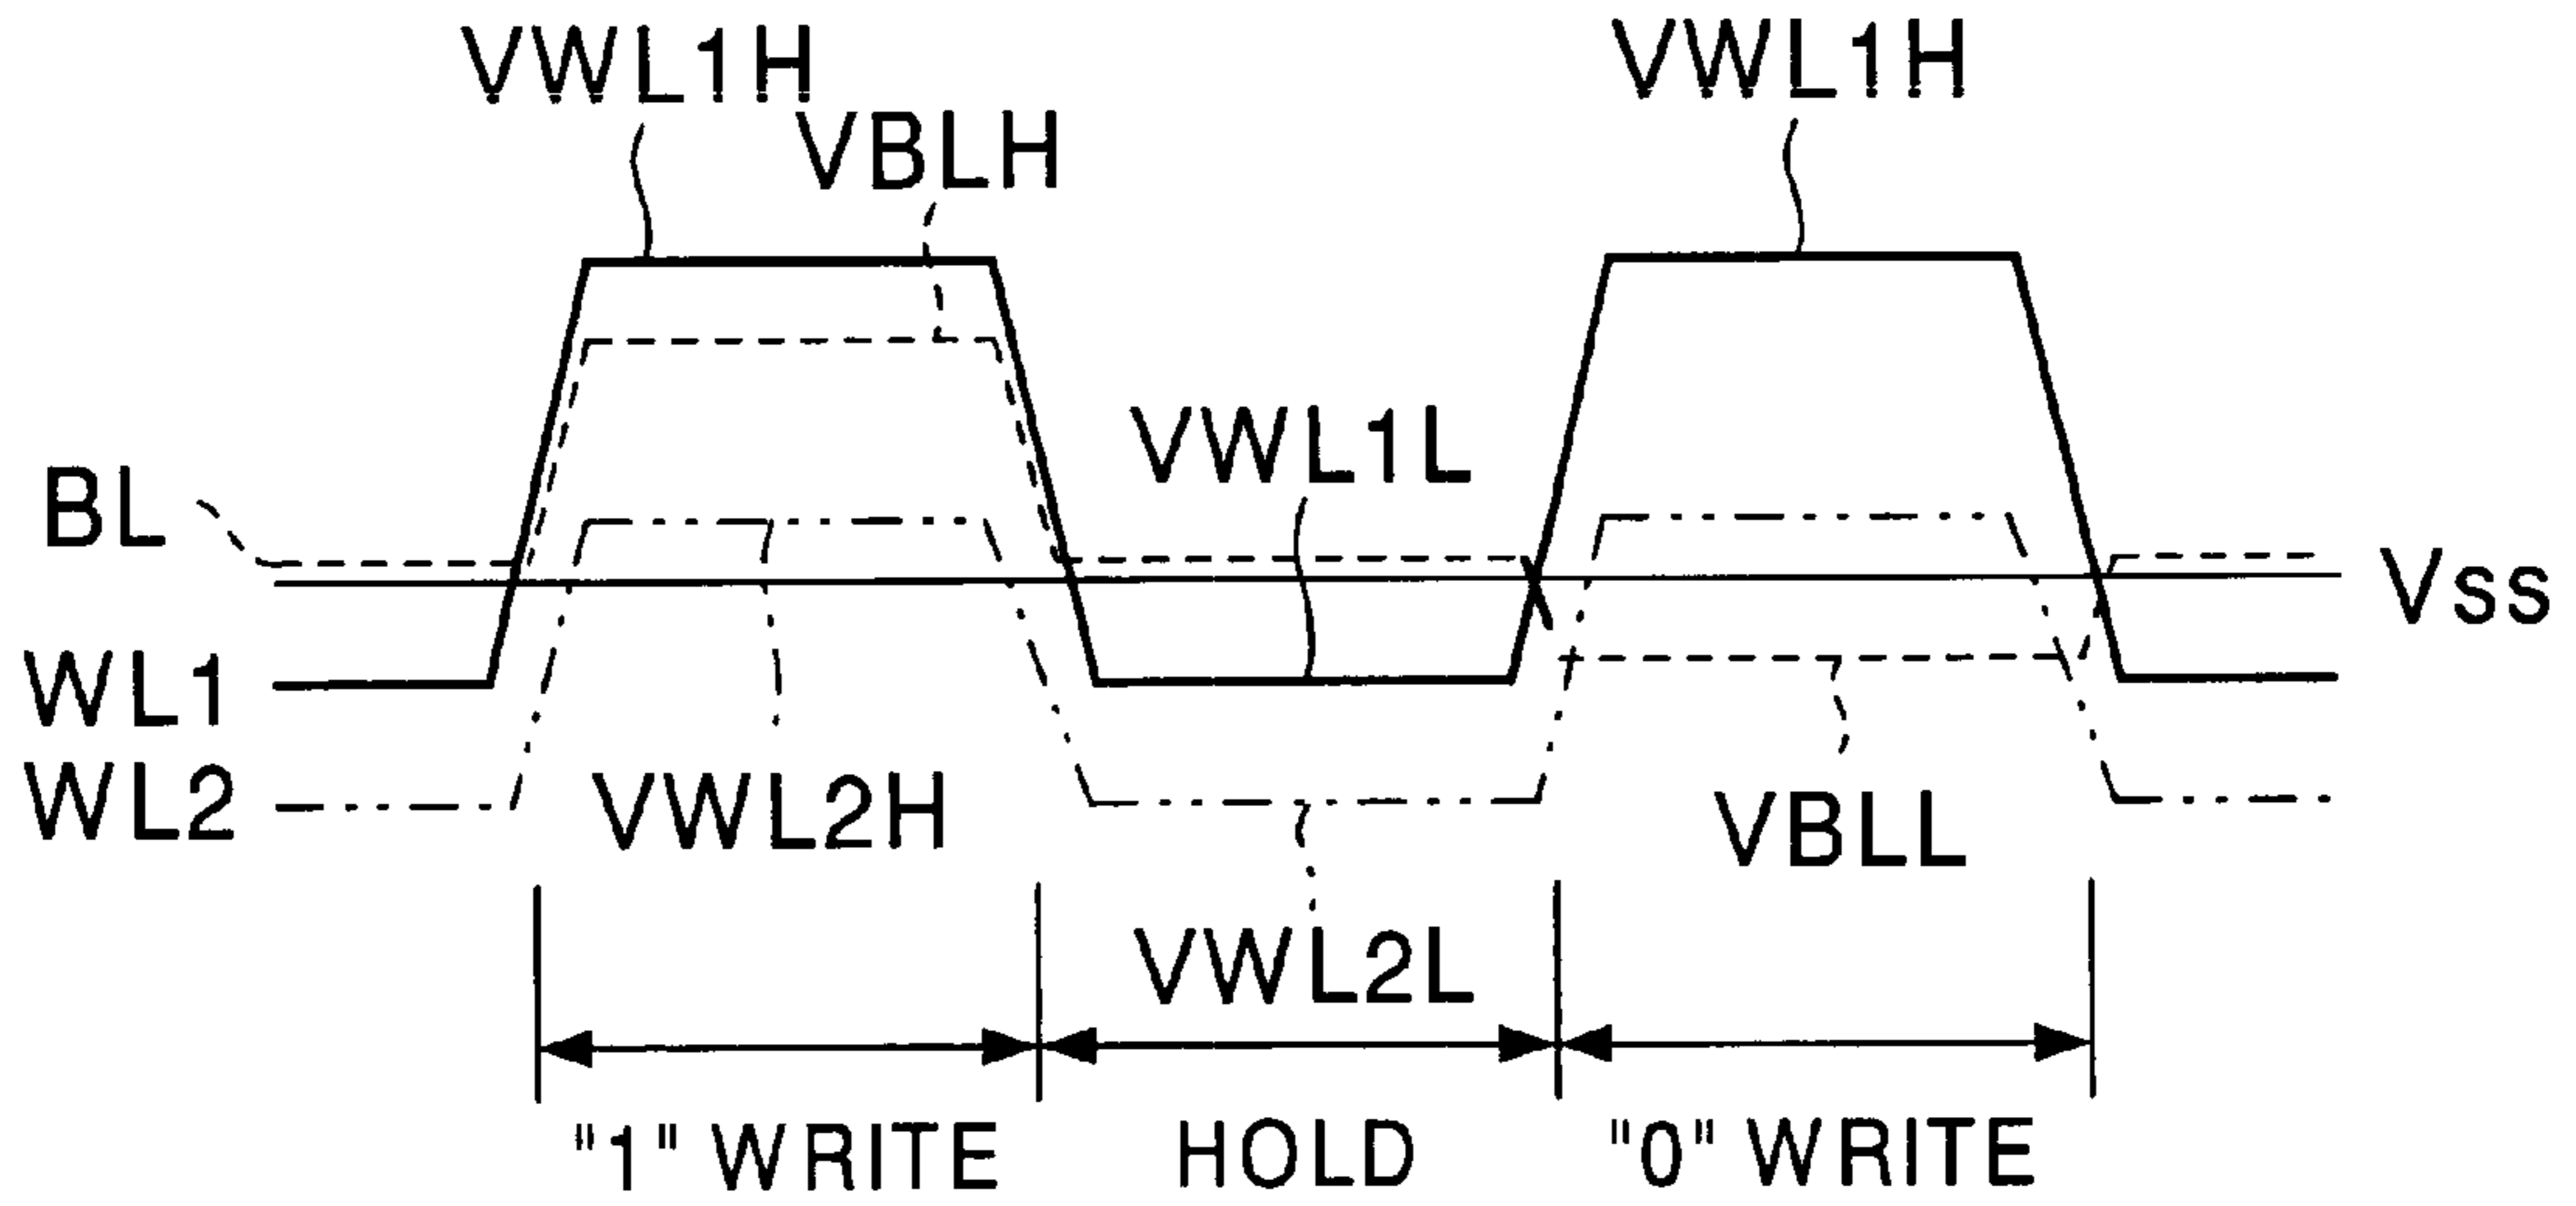 VWL1H
VWL1H
VBLH
VWL1L
BL
Vss
WL1
WL2
VWL2H
VBLL
VWL2L
"1" WRITE
HOLD
"0" WRITE